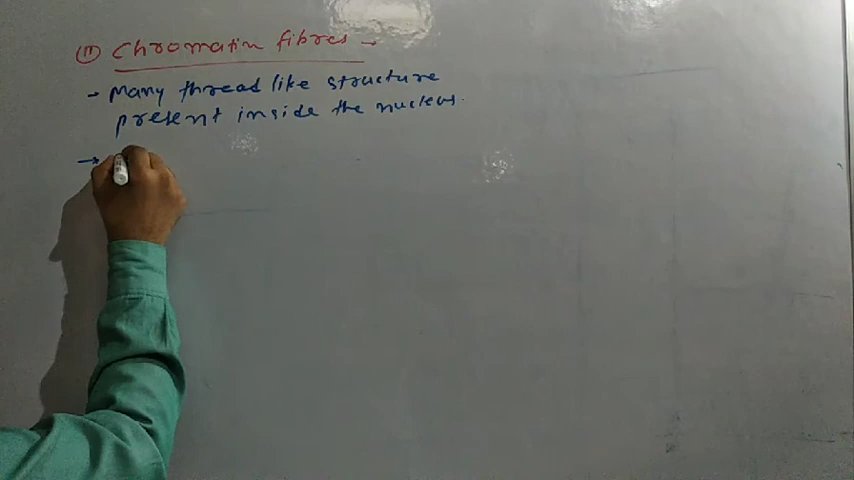 (11) Chromatin fibres →
- Many thread like structure
present inside the nucleus.
→